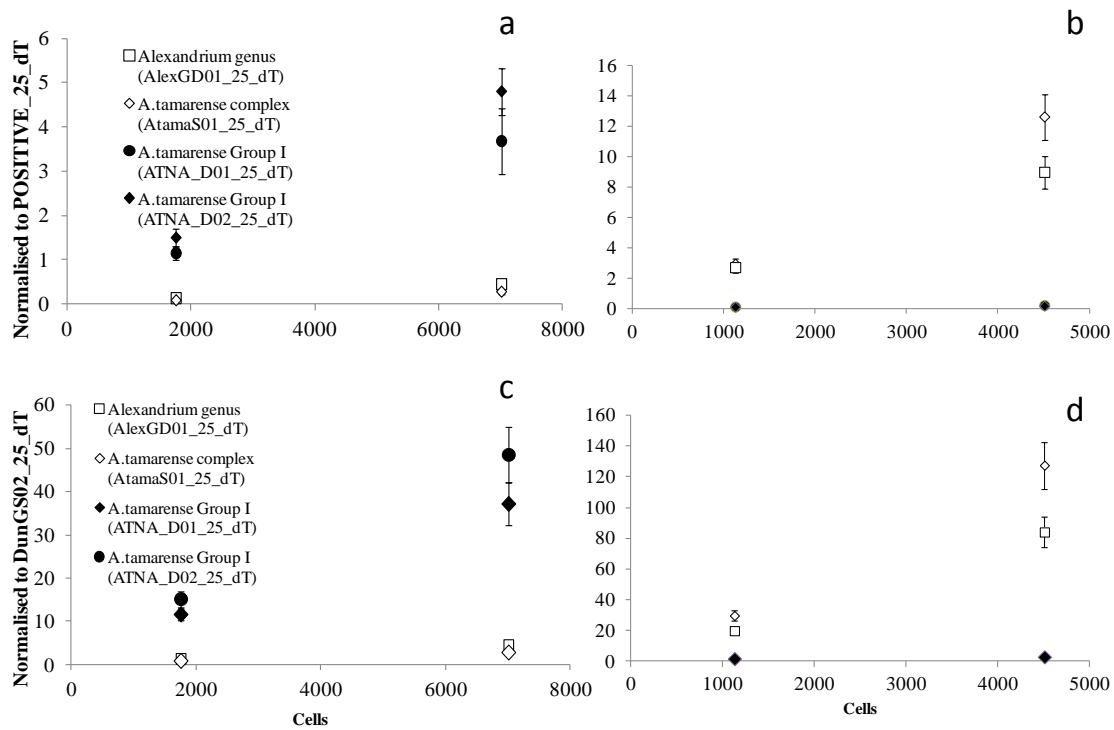 a
Normalised to POSITIVE_25_dT
6
5
4
3
2
1
0
Alexandrium genus
(AlexGD01_25_dT)
A.tamarense complex
(AtamaS01_25_dT)
A.tamarense Group I
(ATNA_D01_25_dT)
A.tamarense Group I
(ATNA_D02_25_dT)
0 2000 4000 6000 8000
b
16
14
12
10
8
6
4
2
0
0 1000 2000 3000 4000 5000
c
Normalised to DunGS02_25_dT
60
50
40
30
20
10
0
Alexandrium genus
(AlexGD01_25_dT)
A.tamarense complex
(AtamaS01_25_dT)
A.tamarense Group I
(ATNA_D01_25_dT)
A.tamarense Group I
(ATNA_D02_25_dT)
0 2000 4000 6000 8000
Cells
d
160
140
120
100
80
60
40
20
0
0 1000 2000 3000 4000 5000
Cells